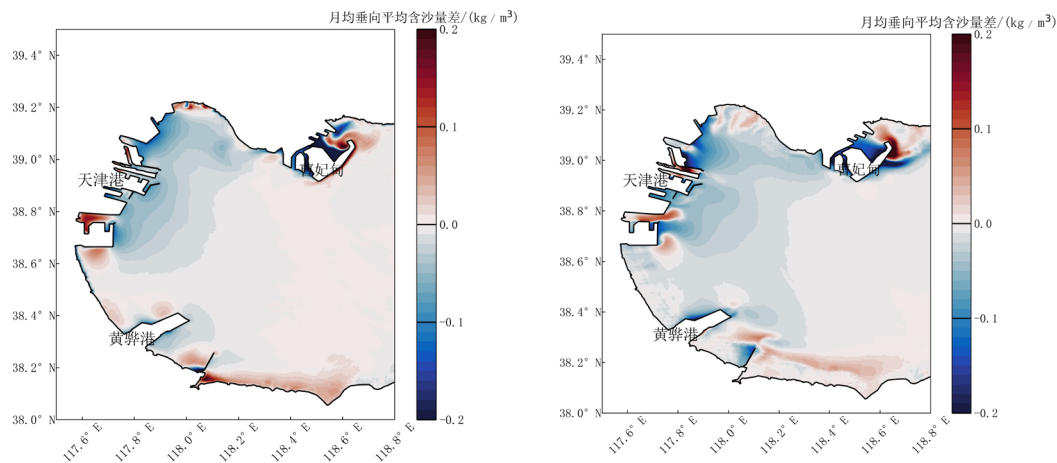 月均垂向平均含沙量差/(kg/m³)
39.4° N
39.2° N
39.0° N
38.8° N
38.6° N
38.4° N
38.2° N
38.0° N
117.6° E
117.8° E
118.0° E
118.2° E
118.4° E
118.6° E
118.8° E
0.2
0.1
0.0
−0.1
−0.2
天津港
曹妃甸
黄骅港
月均垂向平均含沙量差/(kg/m³)
39.4° N
39.2° N
39.0° N
38.8° N
38.6° N
38.4° N
38.2° N
38.0° N
117.6° E
117.8° E
118.0° E
118.2° E
118.4° E
118.6° E
118.8° E
0.2
0.1
0.0
−0.1
−0.2
天津港
曹妃甸
黄骅港